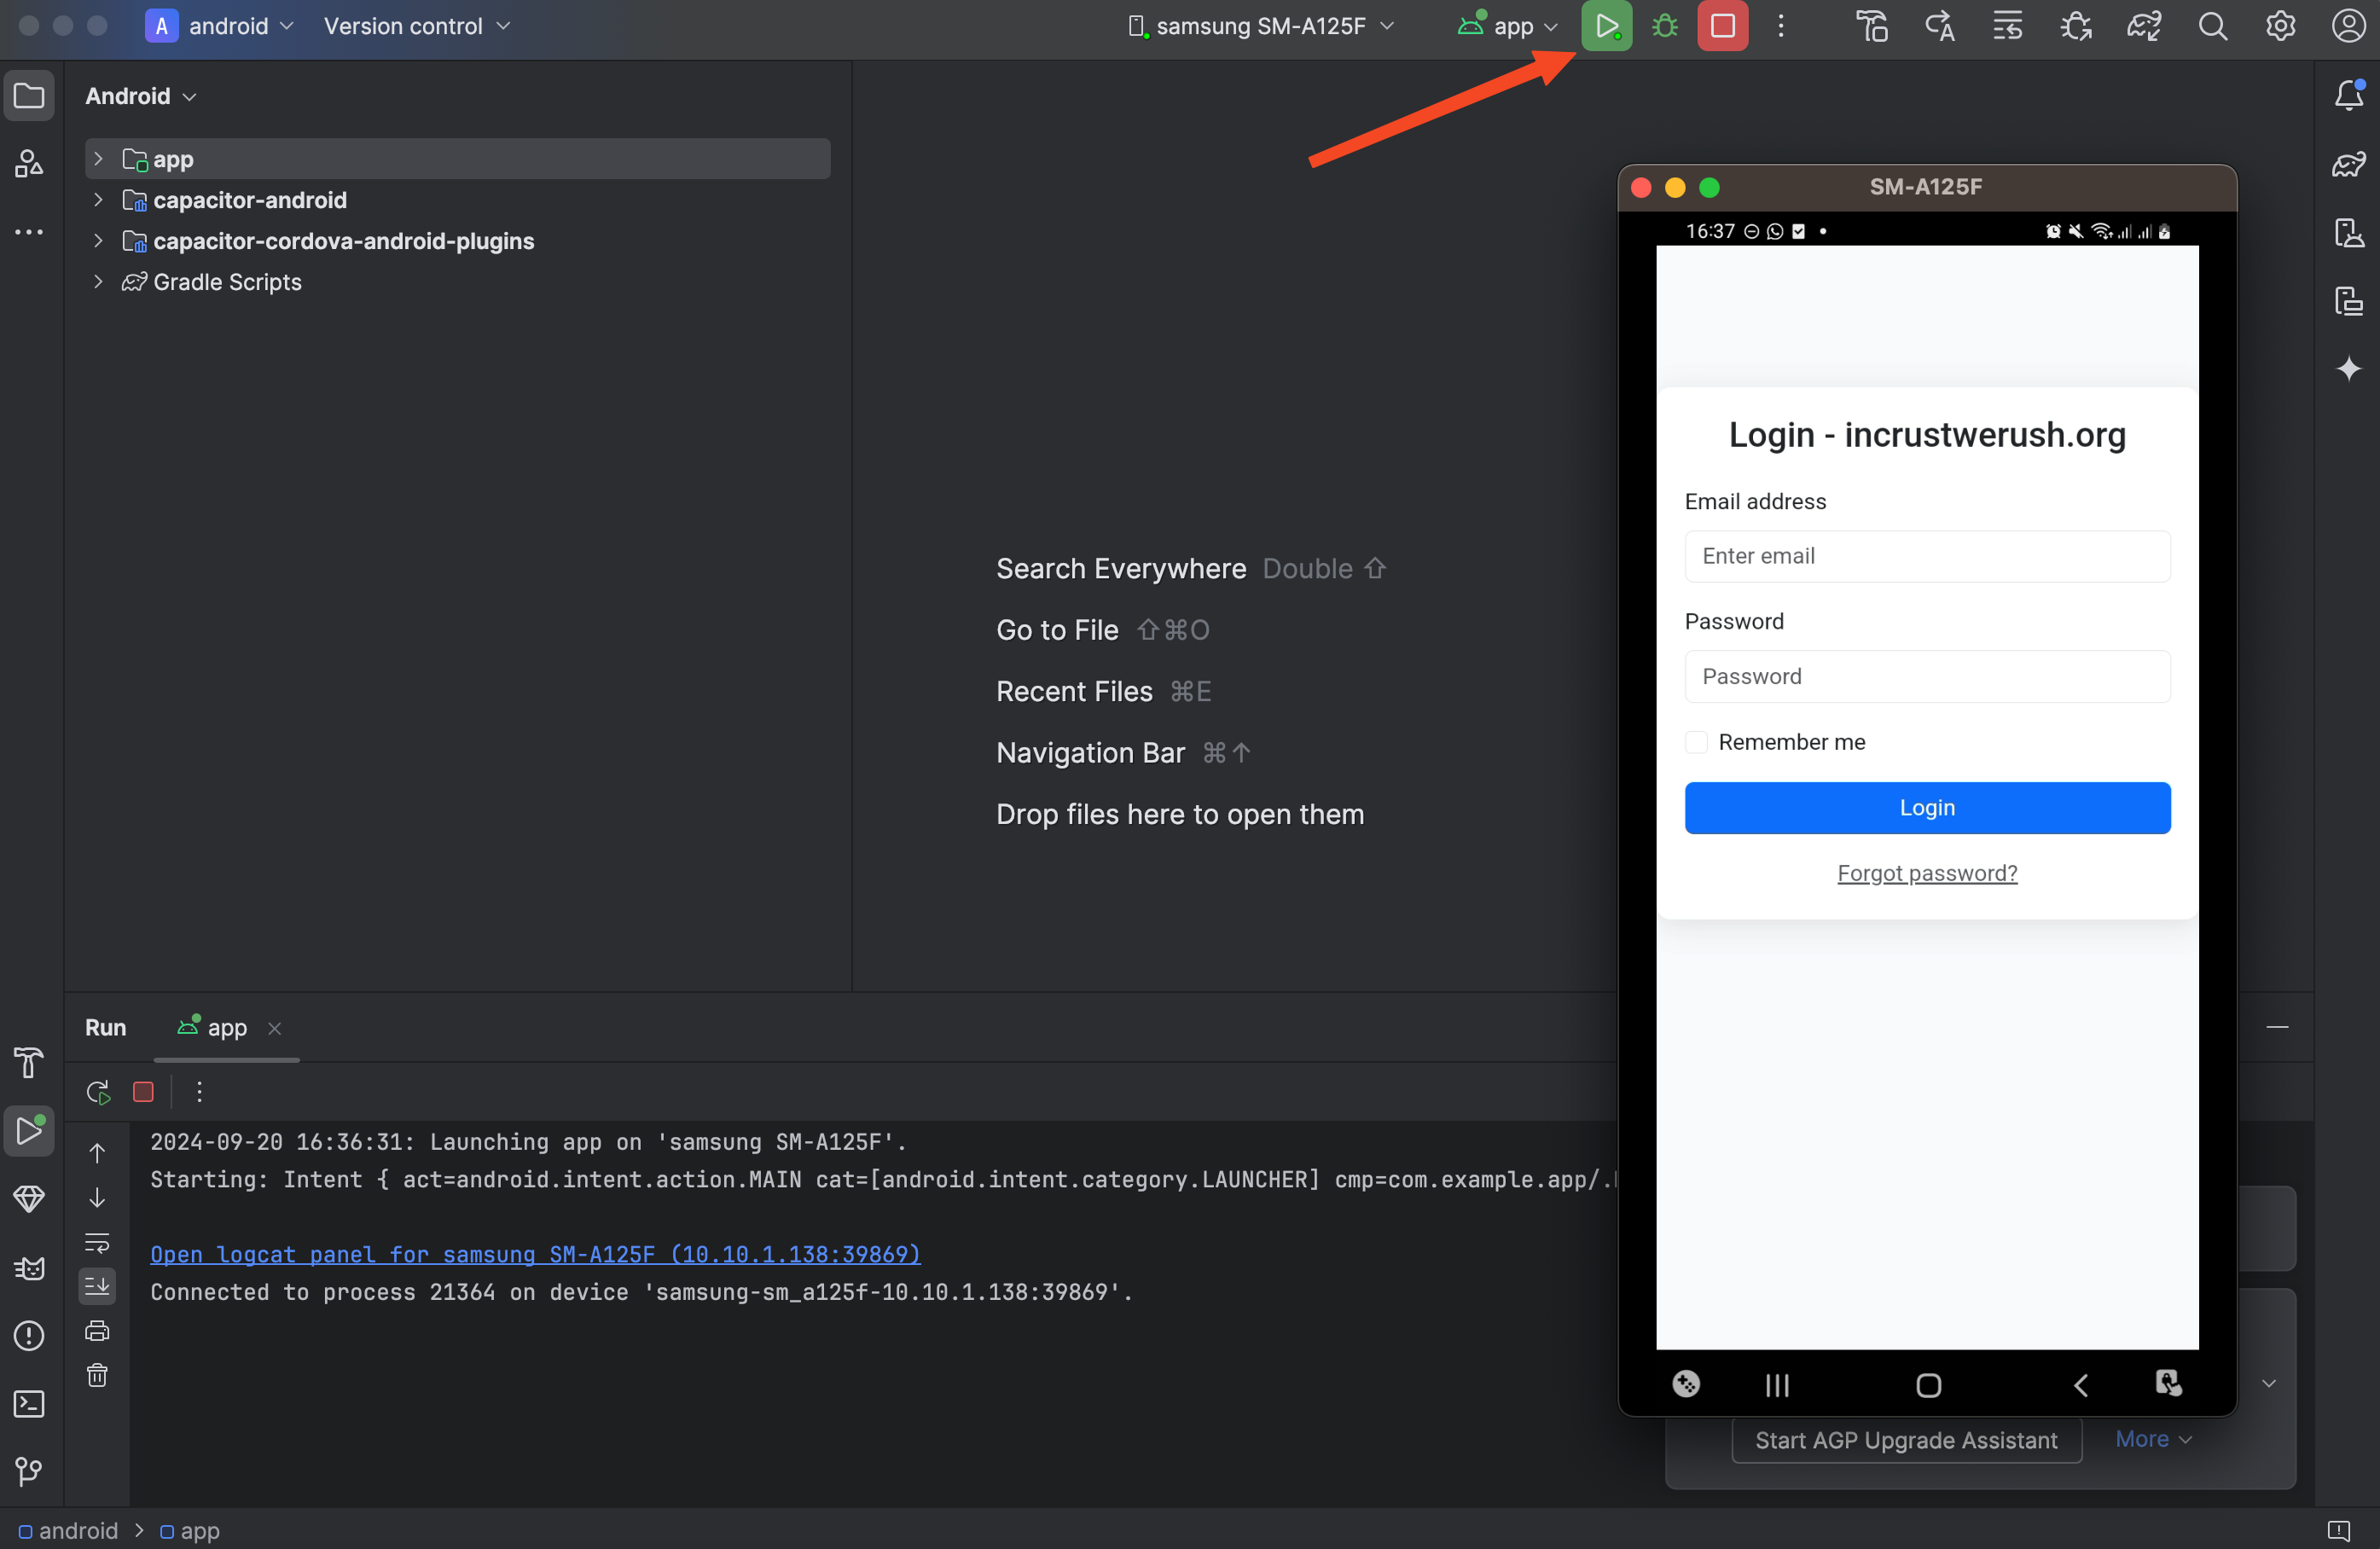 A android Version control samsung SM-A125F app
Android
app
capacitor-android
capacitor-cordova-android-plugins
Gradle Scripts
Search Everywhere Double ⇧
Go to File ⇧⌘O
Recent Files ⌘E
Navigation Bar ⌘↑
Drop files here to open them
SM-A125F
16:37
Login - incrustwerush.org
Email address
Enter email
Password
Password
Remember me
Login
Forgot password?
Run app
2024-09-20 16:36:31: Launching app on 'samsung SM-A125F'.
Starting: Intent { act=android.intent.action.MAIN cat=[android.intent.category.LAUNCHER] cmp=com.example.app/.
Open logcat panel for samsung SM-A125F (10.10.1.138:39869)
Connected to process 21364 on device 'samsung-sm_a125f-10.10.1.138:39869'.
Start AGP Upgrade Assistant More
android > app